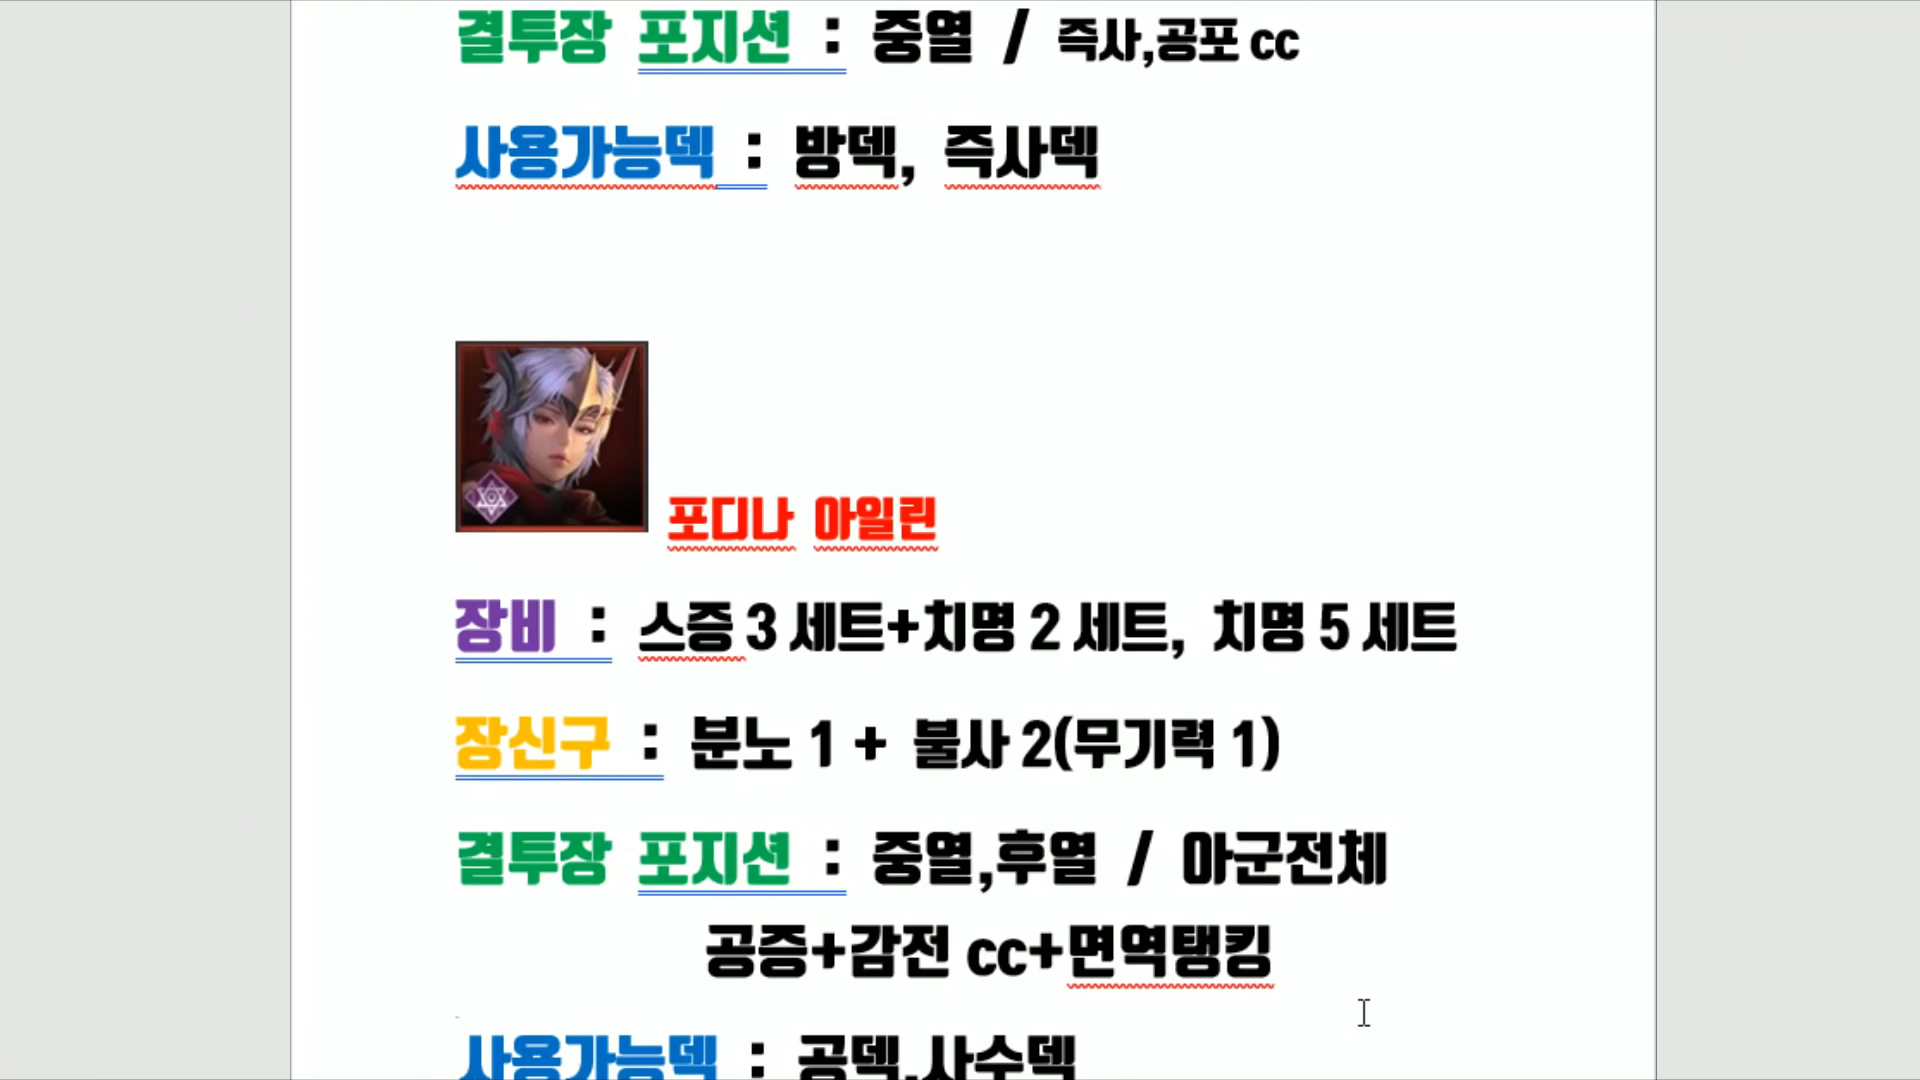 결투장 포지션 : 중열 / 즉사,공포 cc
사용가능덱 : 방덱, 즉사덱
포디나 아일린
장비 : 스증 3 세트+치명 2 세트, 치명 5 세트
장신구 : 분노 1 + 불사 2(무기력 1)
결투장 포지션 : 중열,후열 / 아군전체
공증+감전 cc+면역탱킹
사용가능덱 : 공덱,사수덱